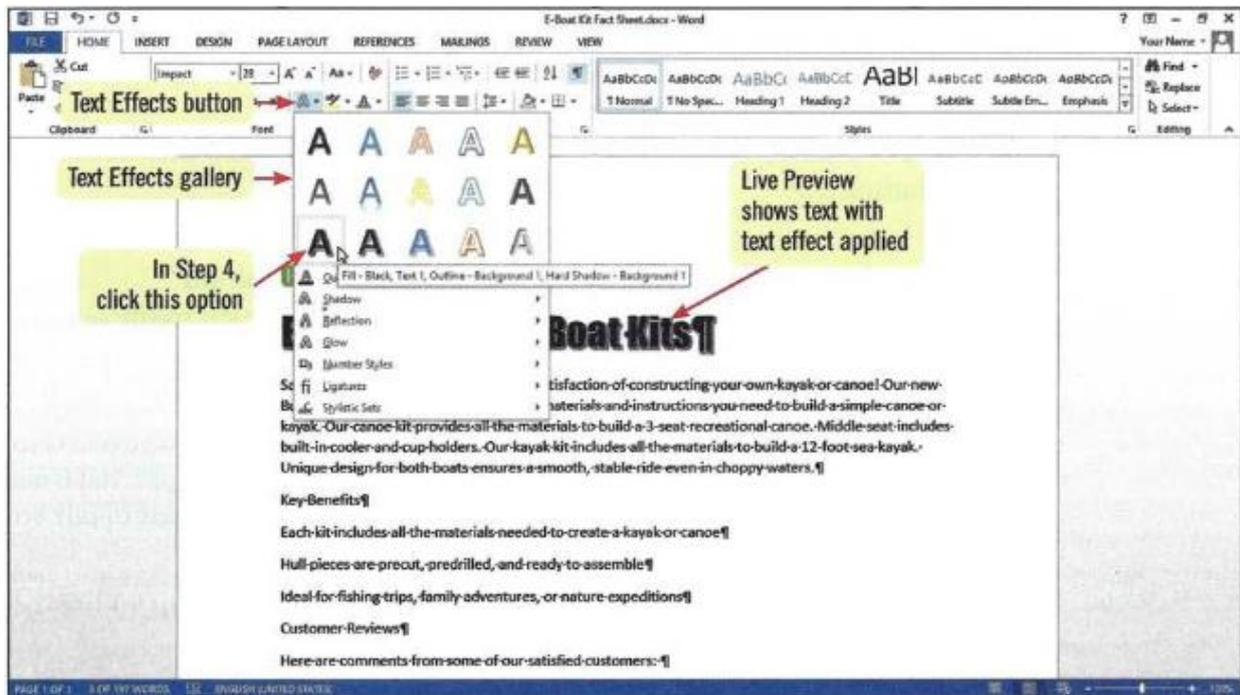 E-Boat Kit Fact Sheet.docx - Word
FILE HOME INSERT DESIGN PAGE LAYOUT REFERENCES MAILINGS REVIEW VIEW Your Name
Cut Impact 28 Find
Paste Replace
Select
AaBbCcDc AaBbCcDc AaBbCc AaBbCcC AaBl AaBbCcC AaBbCcDc AaBbCcDc
¶ Normal ¶ No Spac... Heading 1 Heading 2 Title Subtitle Subtle Em... Emphasis
Clipboard Font Styles Editing
Text Effects button
Text Effects gallery
In Step 4,
click this option
Live Preview
shows text with
text effect applied
A A A A A
A A A A A
A A A A A
Fill - Black, Text 1, Outline - Background 1, Hard Shadow - Background 1
Shadow
Reflection
Glow
Number Styles
Ligatures
Stylistic Sets
Boat Kits¶
tisfaction of constructing your own kayak or canoe! Our new
materials and instructions you need to build a simple canoe or
kayak. Our canoe kit provides all the materials to build a 3-seat recreational canoe. Middle seat includes
built-in cooler and cup holders. Our kayak kit includes all the materials to build a 12-foot sea kayak.
Unique design for both boats ensures a smooth, stable ride even in choppy waters.¶
Key Benefits¶
Each kit includes all the materials needed to create a kayak or canoe¶
Hull pieces are precut, predrilled, and ready to assemble¶
Ideal for fishing trips, family adventures, or nature expeditions¶
Customer Reviews¶
Here are comments from some of our satisfied customers: ¶
PAGE 1 OF 1 3 OF 197 WORDS ENGLISH (UNITED STATES)